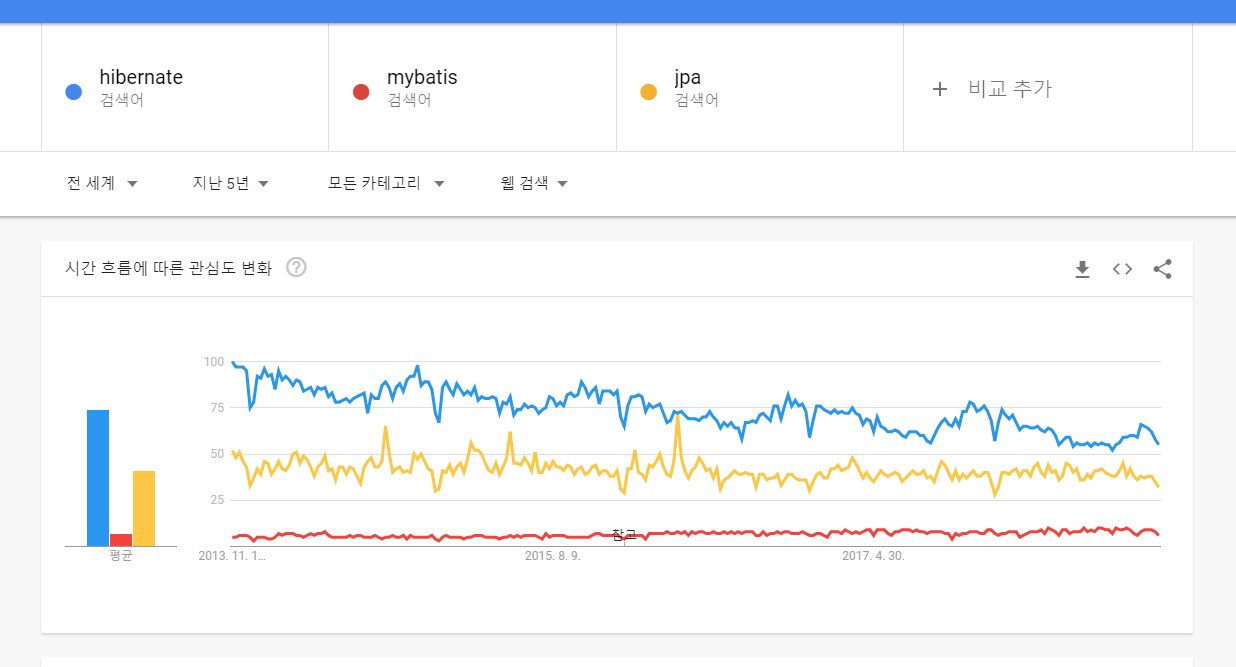 hibernate
검색어
mybatis
검색어
jpa
검색어
+ 비교 추가
전 세계
지난 5년
모든 카테고리
웹 검색
시간 흐름에 따른 관심도 변화
100
75
50
25
참고
평균
2013. 11. 1...
2015. 8. 9.
2017. 4. 30.